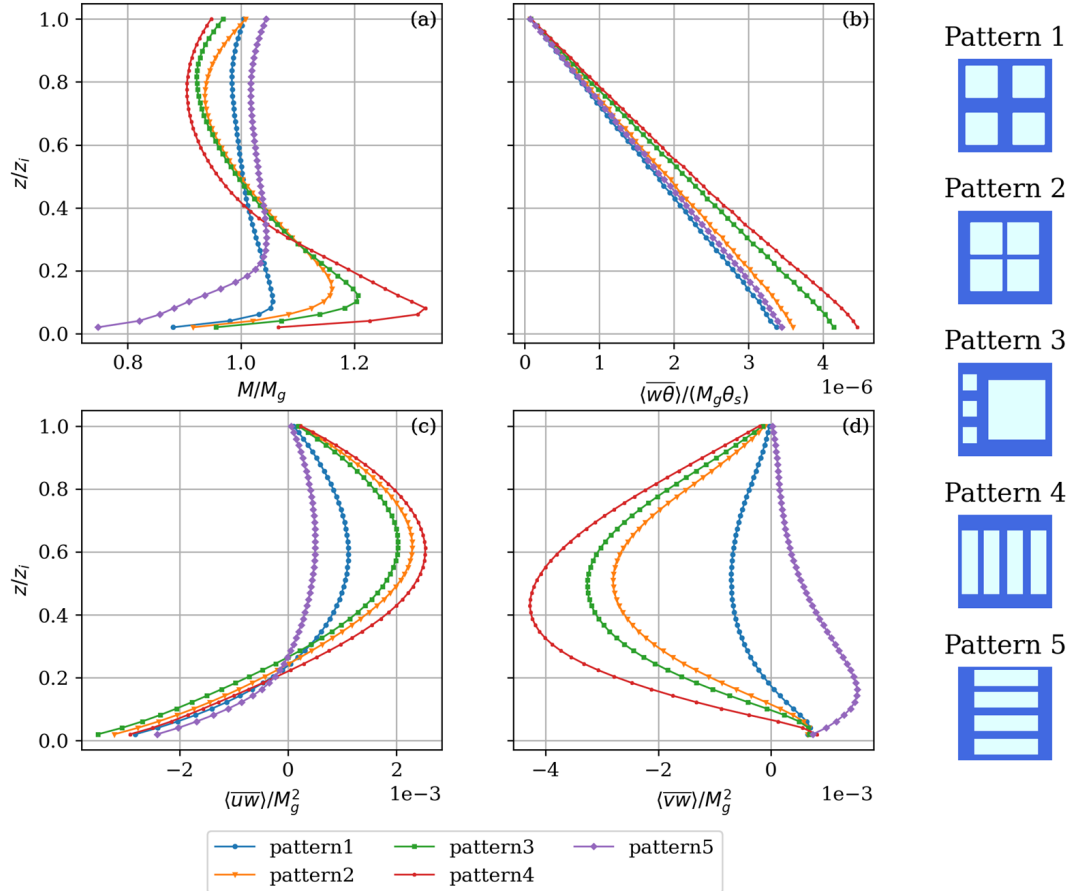 (a)
1.0
0.8
0.6
0.4
0.2
0.0
z/z_i
0.8 1.0 1.2
M/M_g
(b)
0 1 2 3 4
1e−6
⟨w̅θ̅⟩/(M_gθ_s)
(c)
1.0
0.8
0.6
0.4
0.2
0.0
z/z_i
−2 0 2
1e−3
⟨u̅w̅⟩/M_g^2
(d)
−4 −2 0
1e−3
⟨v̅w̅⟩/M_g^2
Pattern 1
Pattern 2
Pattern 3
Pattern 4
Pattern 5
pattern1 pattern3 pattern5
pattern2 pattern4